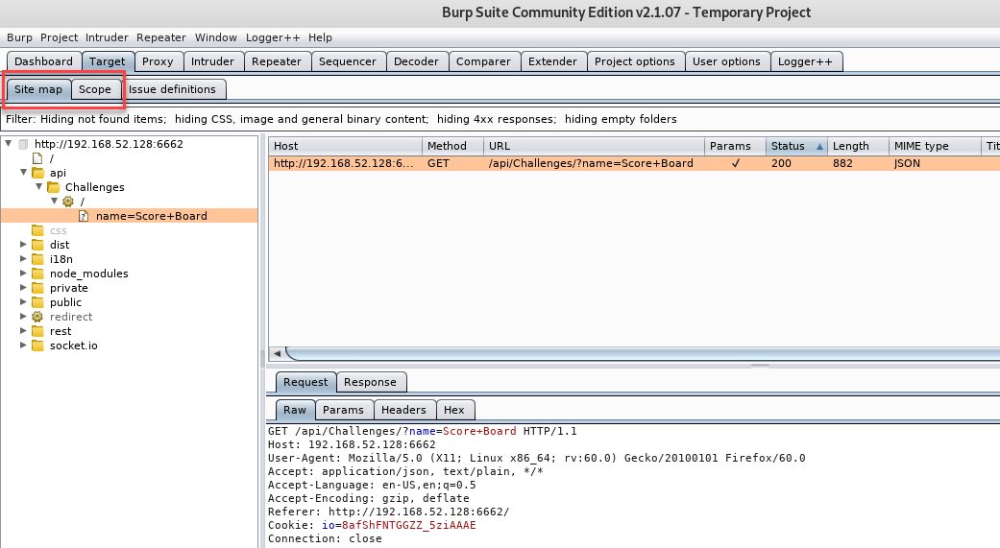 Burp Suite Community Edition v2.1.07 - Temporary Project
Burp Project Intruder Repeater Window Logger++ Help
Dashboard Target Proxy Intruder Repeater Sequencer Decoder Comparer Extender Project options User options Logger++
Site map Scope Issue definitions
Filter: Hiding not found items; hiding CSS, image and general binary content; hiding 4xx responses; hiding empty folders
http://192.168.52.128:6662
/
api
Challenges
/
name=Score+Board
css
dist
i18n
node_modules
private
public
redirect
rest
socket.io
Host Method URL Params Status Length MIME type Tit
http://192.168.52.128:6... GET /api/Challenges/?name=Score+Board ✓ 200 882 JSON
Request Response
Raw Params Headers Hex
GET /api/Challenges/?name=Score+Board HTTP/1.1
Host: 192.168.52.128:6662
User-Agent: Mozilla/5.0 (X11; Linux x86_64; rv:60.0) Gecko/20100101 Firefox/60.0
Accept: application/json, text/plain, */*
Accept-Language: en-US,en;q=0.5
Accept-Encoding: gzip, deflate
Referer: http://192.168.52.128:6662/
Cookie: io=8afShFNTGGZZ_5ziAAAE
Connection: close